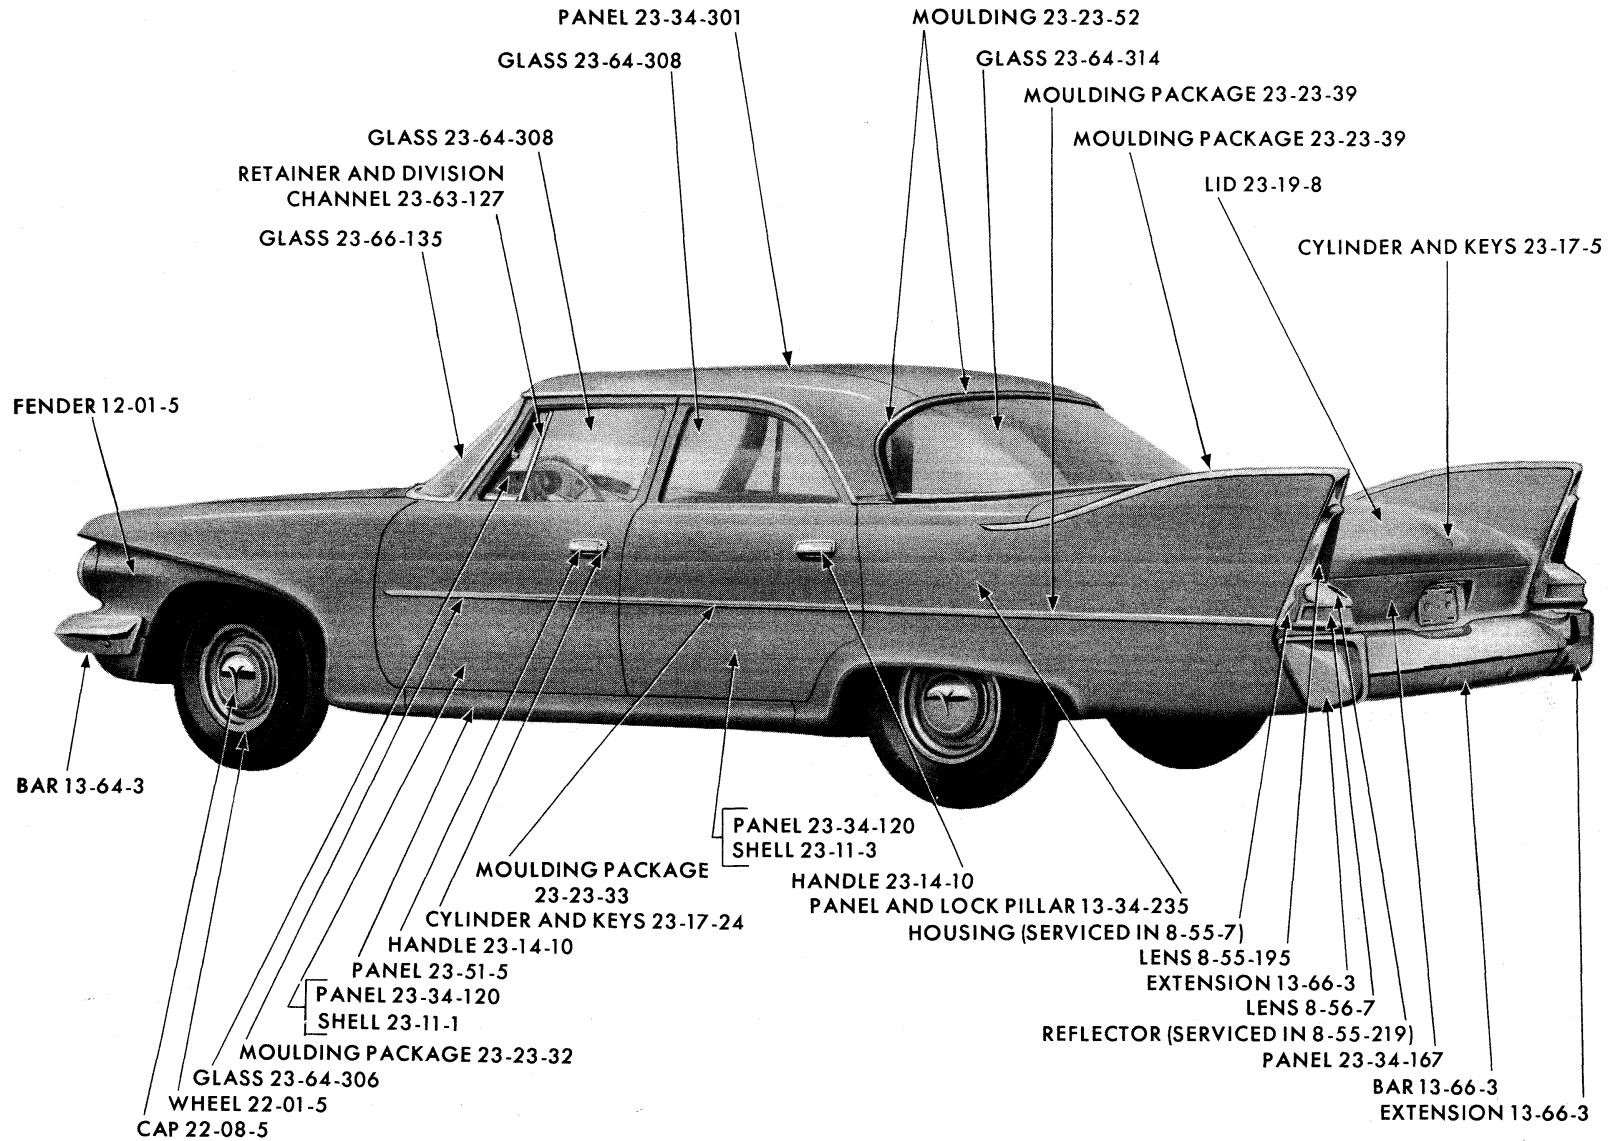 PANEL 23-34-301
MOULDING 23-23-52
GLASS 23-64-308
GLASS 23-64-314
MOULDING PACKAGE 23-23-39
GLASS 23-64-308
MOULDING PACKAGE 23-23-39
RETAINER AND DIVISION
CHANNEL 23-63-127
LID 23-19-8
GLASS 23-66-135
CYLINDER AND KEYS 23-17-5
FENDER 12-01-5
BAR 13-64-3
PANEL 23-34-120
SHELL 23-11-3
MOULDING PACKAGE
23-23-33
HANDLE 23-14-10
PANEL AND LOCK PILLAR 13-34-235
CYLINDER AND KEYS 23-17-24
HOUSING (SERVICED IN 8-55-7)
HANDLE 23-14-10
LENS 8-55-195
PANEL 23-51-5
EXTENSION 13-66-3
PANEL 23-34-120
SHELL 23-11-1
LENS 8-56-7
REFLECTOR (SERVICED IN 8-55-219)
MOULDING PACKAGE 23-23-32
PANEL 23-34-167
GLASS 23-64-306
BAR 13-66-3
WHEEL 22-01-5
EXTENSION 13-66-3
CAP 22-08-5